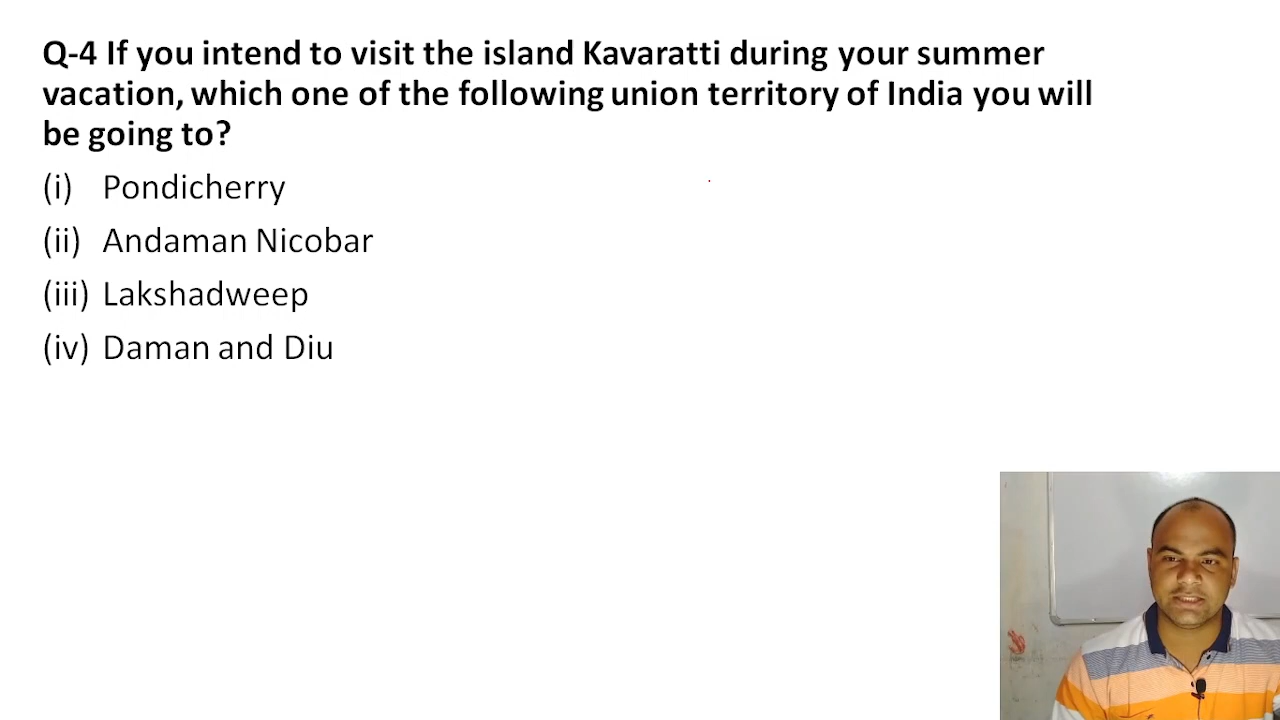 Q-4 If you intend to visit the island Kavaratti during your summer
vacation, which one of the following union territory of India you will
be going to?
(i) Pondicherry
(ii) Andaman Nicobar
(iii) Lakshadweep
(iv) Daman and Diu